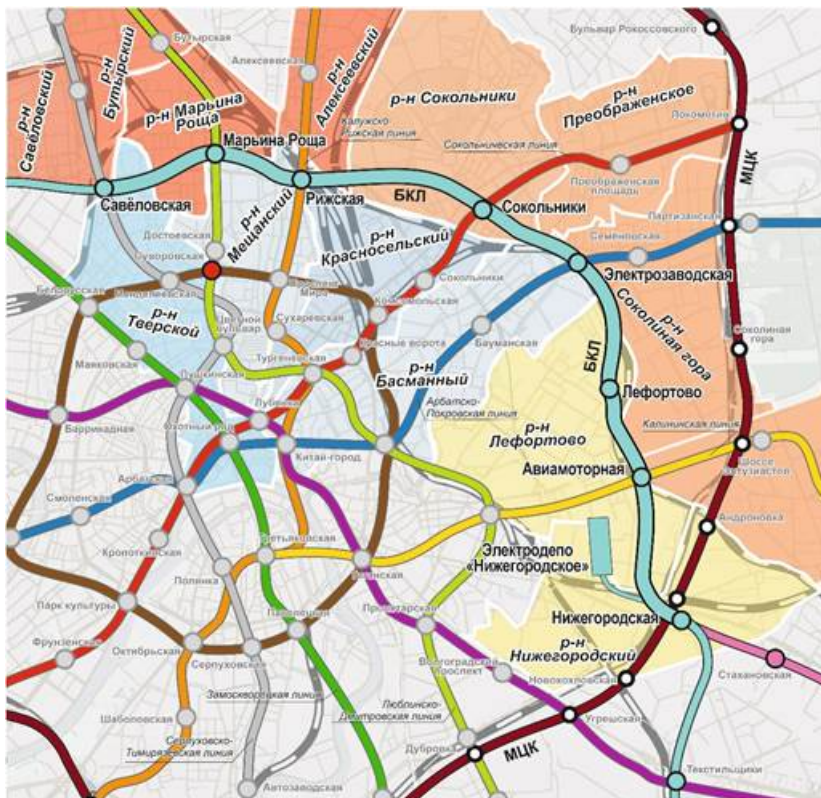 Бульвар Рокоссовского
Бутырская
Алексеевская
р-н
Бутырский
р-н
Алексеевский
р-н
Савёловский
р-н Марьина
Роща
р-н Сокольники
р-н
Преображенское
Калужско-
Рижская линия
Сокольническая линия
Локомотив
Марьина Роща
Преображенская
площадь
МЦК
Савёловская
Рижская
БКЛ
Сокольники
р-н
Мещанский
Партизанская
Достоевская
Суворовская
р-н
Красносельский
Семёновская
Электрозаводская
Белорусская
Менделеевская
Проспект
Мира
Сокольники
р-н
Тверской
Цветной
бульвар
Сухаревская
Комсомольская
р-н
Соколиная гора
Соколиная
гора
Маяковская
Тургеневская
Красные ворота
Бауманская
БКЛ
Пушкинская
р-н
Басманный
Лефортово
Баррикадная
Лубянка
Арбатско-
Покровская линия
Калининская линия
Охотный ряд
Китай-город
р-н
Лефортово
Авиамоторная
Шоссе
Энтузиастов
Арбатская
Смоленская
Андроновка
Кропоткинская
Третьяковская
Электродепо
«Нижегородское»
Полянка
Таганская
Парк культуры
Павелецкая
Пролетарская
Нижегородская
Фрунзенская
Октябрьская
Серпуховская
р-н
Нижегородский
Волгоградский
проспект
Новохохловская
Стахановская
Замоскворецкая линия
Люблинско-
Дмитровская линия
Шаболовская
Угрешская
Серпуховско-
Тимирязевская линия
Дубровка
МЦК
Автозаводская
Текстильщики